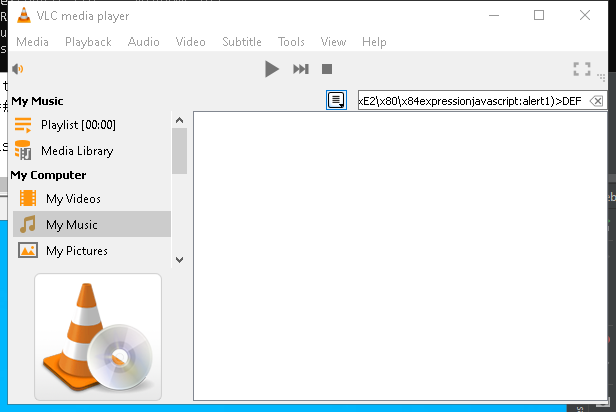 VLC media player
Media Playback Audio Video Subtitle Tools View Help
My Music
xE2\x80\x84expressionjavascript:alert1)>DEF
Playlist [00:00]
Media Library
My Computer
My Videos
My Music
My Pictures